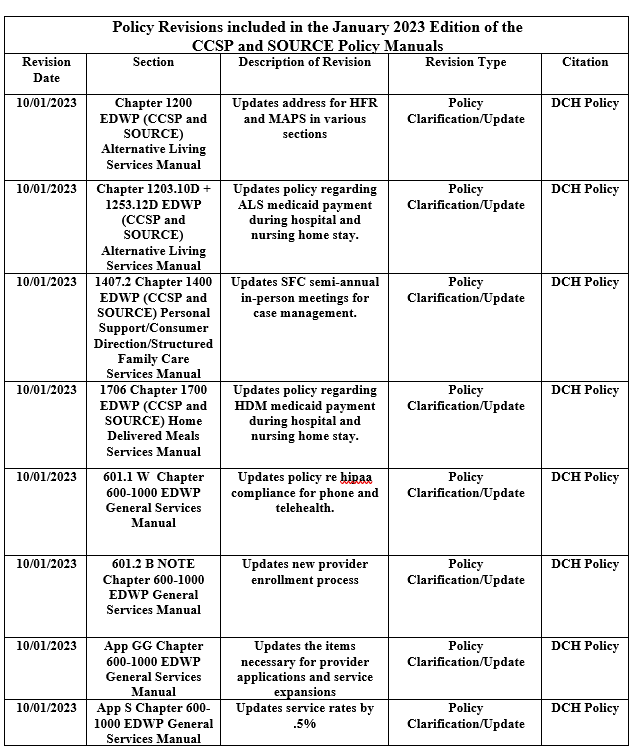 Policy Revisions included in the January 2023 Edition of the
CCSP and SOURCE Policy Manuals
Revision Date | Section | Description of Revision | Revision Type | Citation
10/01/2023 | Chapter 1200 EDWP (CCSP and SOURCE) Alternative Living Services Manual | Updates address for HFR and MAPS in various sections | Policy Clarification/Update | DCH Policy
10/01/2023 | Chapter 1203.10D + 1253.12D EDWP (CCSP and SOURCE) Alternative Living Services Manual | Updates policy regarding ALS medicaid payment during hospital and nursing home stay. | Policy Clarification/Update | DCH Policy
10/01/2023 | 1407.2 Chapter 1400 EDWP (CCSP and SOURCE) Personal Support/Consumer Direction/Structured Family Care Services Manual | Updates SFC semi-annual in-person meetings for case management. | Policy Clarification/Update | DCH Policy
10/01/2023 | 1706 Chapter 1700 EDWP (CCSP and SOURCE) Home Delivered Meals Services Manual | Updates policy regarding HDM medicaid payment during hospital and nursing home stay. | Policy Clarification/Update | DCH Policy
10/01/2023 | 601.1 W Chapter 600-1000 EDWP General Services Manual | Updates policy re hipaa compliance for phone and telehealth. | Policy Clarification/Update | DCH Policy
10/01/2023 | 601.2 B NOTE Chapter 600-1000 EDWP General Services Manual | Updates new provider enrollment process | Policy Clarification/Update | DCH Policy
10/01/2023 | App GG Chapter 600-1000 EDWP General Services Manual | Updates the items necessary for provider applications and service expansions | Policy Clarification/Update | DCH Policy
10/01/2023 | App S Chapter 600-1000 EDWP General Services Manual | Updates service rates by .5% | Policy Clarification/Update | DCH Policy